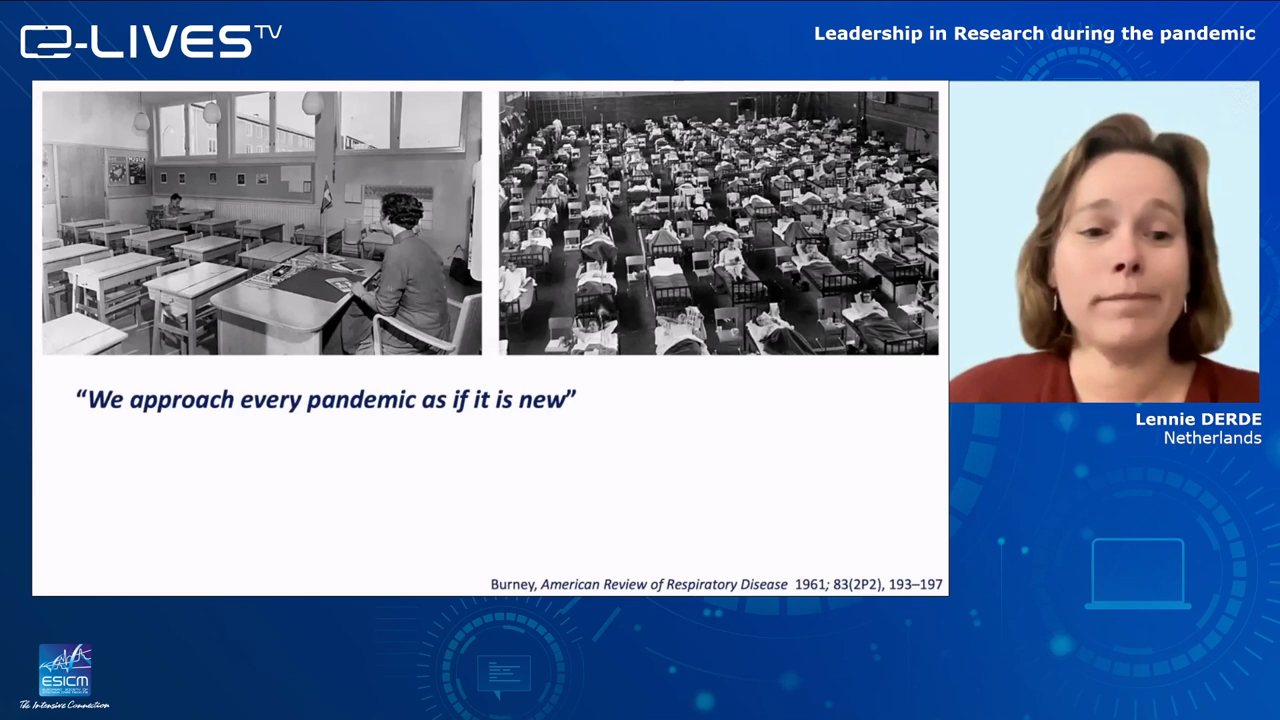 e-LIVES TV
Leadership in Research during the pandemic
“We approach every pandemic as if it is new”
Burney, American Review of Respiratory Disease 1961; 83(2P2), 193–197
Lennie DERDE
Netherlands
ESICM
The Intensive Connection